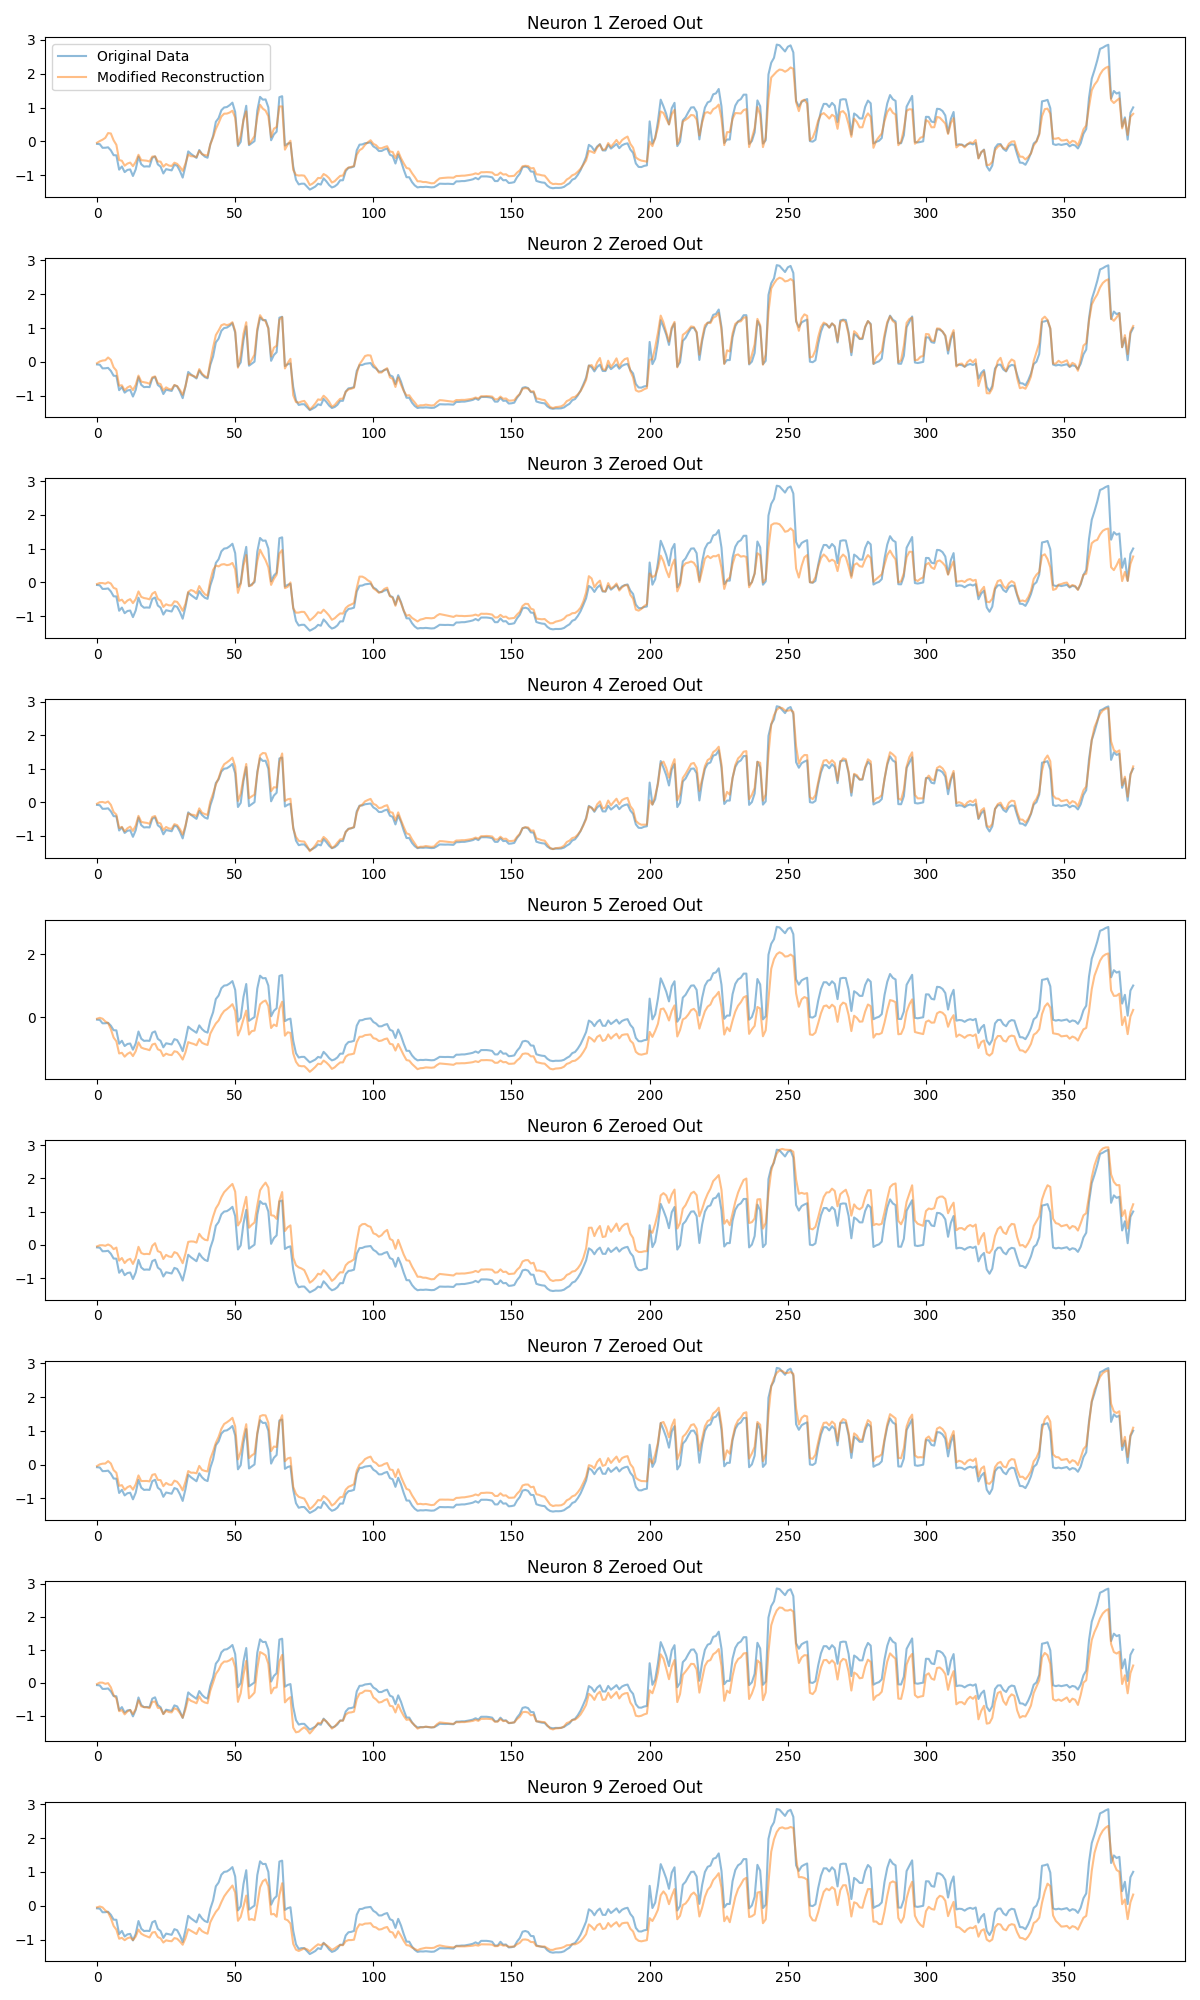 Neuron 1 Zeroed Out
Original Data
Modified Reconstruction
3
2
1
0
−1
0 50 100 150 200 250 300 350
Neuron 2 Zeroed Out
3
2
1
0
−1
0 50 100 150 200 250 300 350
Neuron 3 Zeroed Out
3
2
1
0
−1
0 50 100 150 200 250 300 350
Neuron 4 Zeroed Out
3
2
1
0
−1
0 50 100 150 200 250 300 350
Neuron 5 Zeroed Out
2
0
0 50 100 150 200 250 300 350
Neuron 6 Zeroed Out
3
2
1
0
−1
0 50 100 150 200 250 300 350
Neuron 7 Zeroed Out
3
2
1
0
−1
0 50 100 150 200 250 300 350
Neuron 8 Zeroed Out
3
2
1
0
−1
0 50 100 150 200 250 300 350
Neuron 9 Zeroed Out
3
2
1
0
−1
0 50 100 150 200 250 300 350